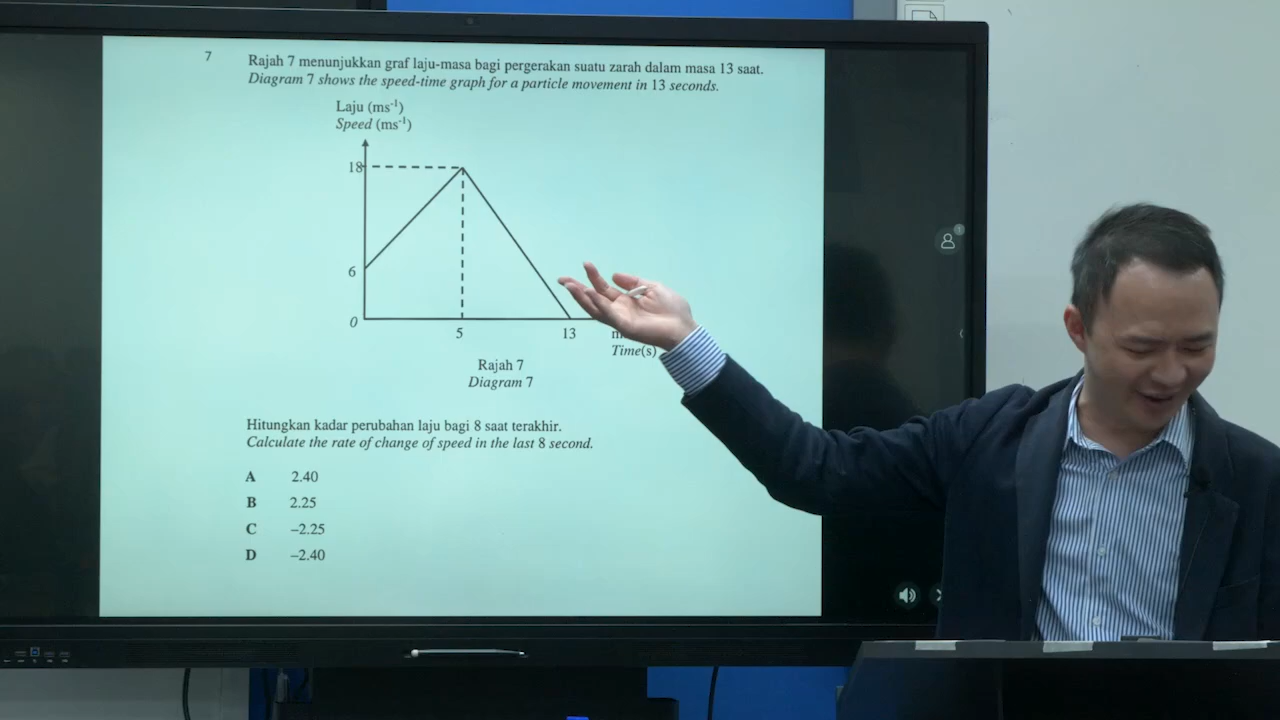 7
Rajah 7 menunjukkan graf laju-masa bagi pergerakan suatu zarah dalam masa 13 saat.
Diagram 7 shows the speed-time graph for a particle movement in 13 seconds.
Laju (ms⁻¹)
Speed (ms⁻¹)
18
6
0
5
13
Time(s)
Rajah 7
Diagram 7
Hitungkan kadar perubahan laju bagi 8 saat terakhir.
Calculate the rate of change of speed in the last 8 second.
A 2.40
B 2.25
C –2.25
D –2.40